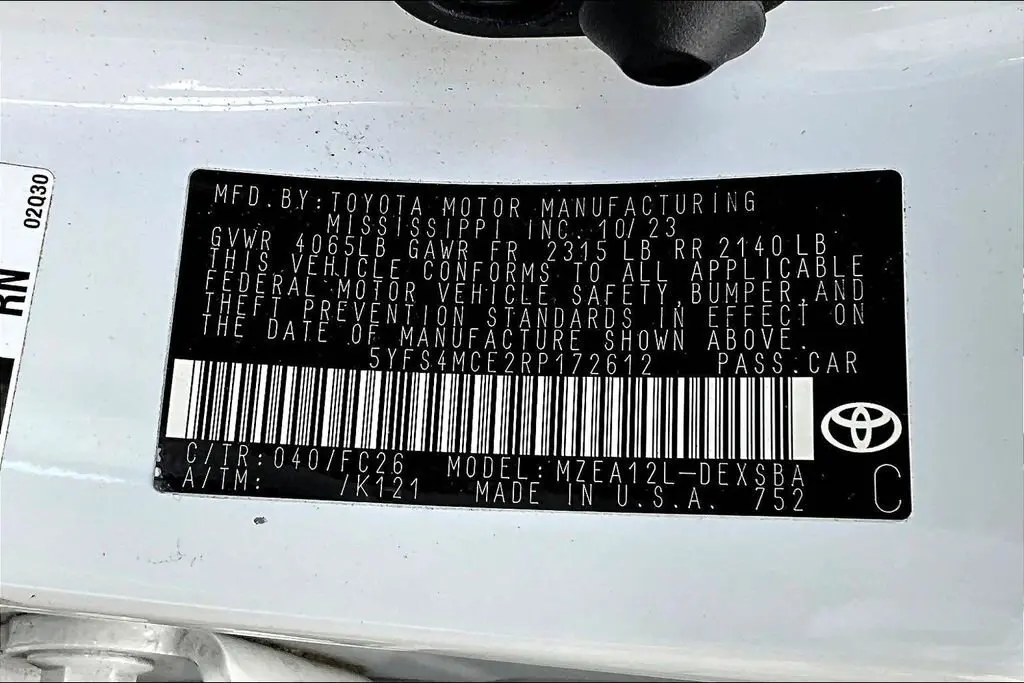 MFD.BY:TOYOTA MOTOR MANUFACTURING
MISSISSIPPI INC. 10/23
GVWR 4065LB GAWR FR 2315 LB RR 2140LB
THIS VEHICLE CONFORMS TO ALL APPLICABLE
FEDERAL MOTOR VEHICLE SAFETY,BUMPER,AND
THEFT PREVENTION STANDARDS IN EFFECT ON
THE DATE OF MANUFACTURE SHOWN ABOVE.
5YFS4MCE2RP172612 PASS.CAR
C/TR:040/FC26 MODEL:MZEA12L-DEXSBA
A/TM: /K121 MADE IN U.S.A. 752
C
02Q30
RN